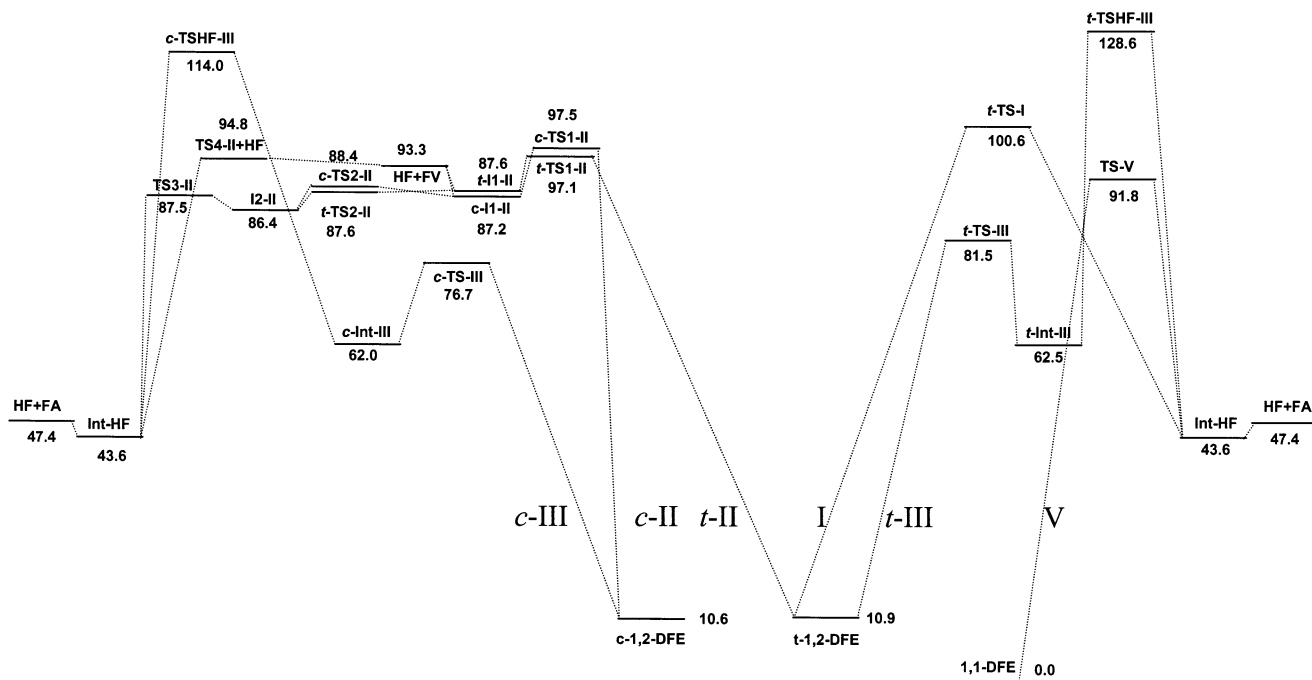 t-TSHF-III
128.6
c-TSHF-III
114.0
97.5
c-TS1-II
t-TS1-II
97.1
t-TS-I
100.6
94.8
TS4-II+HF
88.4
c-TS2-II
93.3
HF+FV
87.6
t-I1-II
c-I1-II
87.2
TS-V
91.8
TS3-II
87.5
I2-II
86.4
t-TS2-II
87.6
t-TS-III
81.5
c-TS-III
76.7
c-Int-III
62.0
t-Int-III
62.5
HF+FA
47.4
Int-HF
43.6
Int-HF
43.6
HF+FA
47.4
c-III c-II t-II I t-III V
c-1,2-DFE
10.6
t-1,2-DFE
10.9
1,1-DFE
0.0